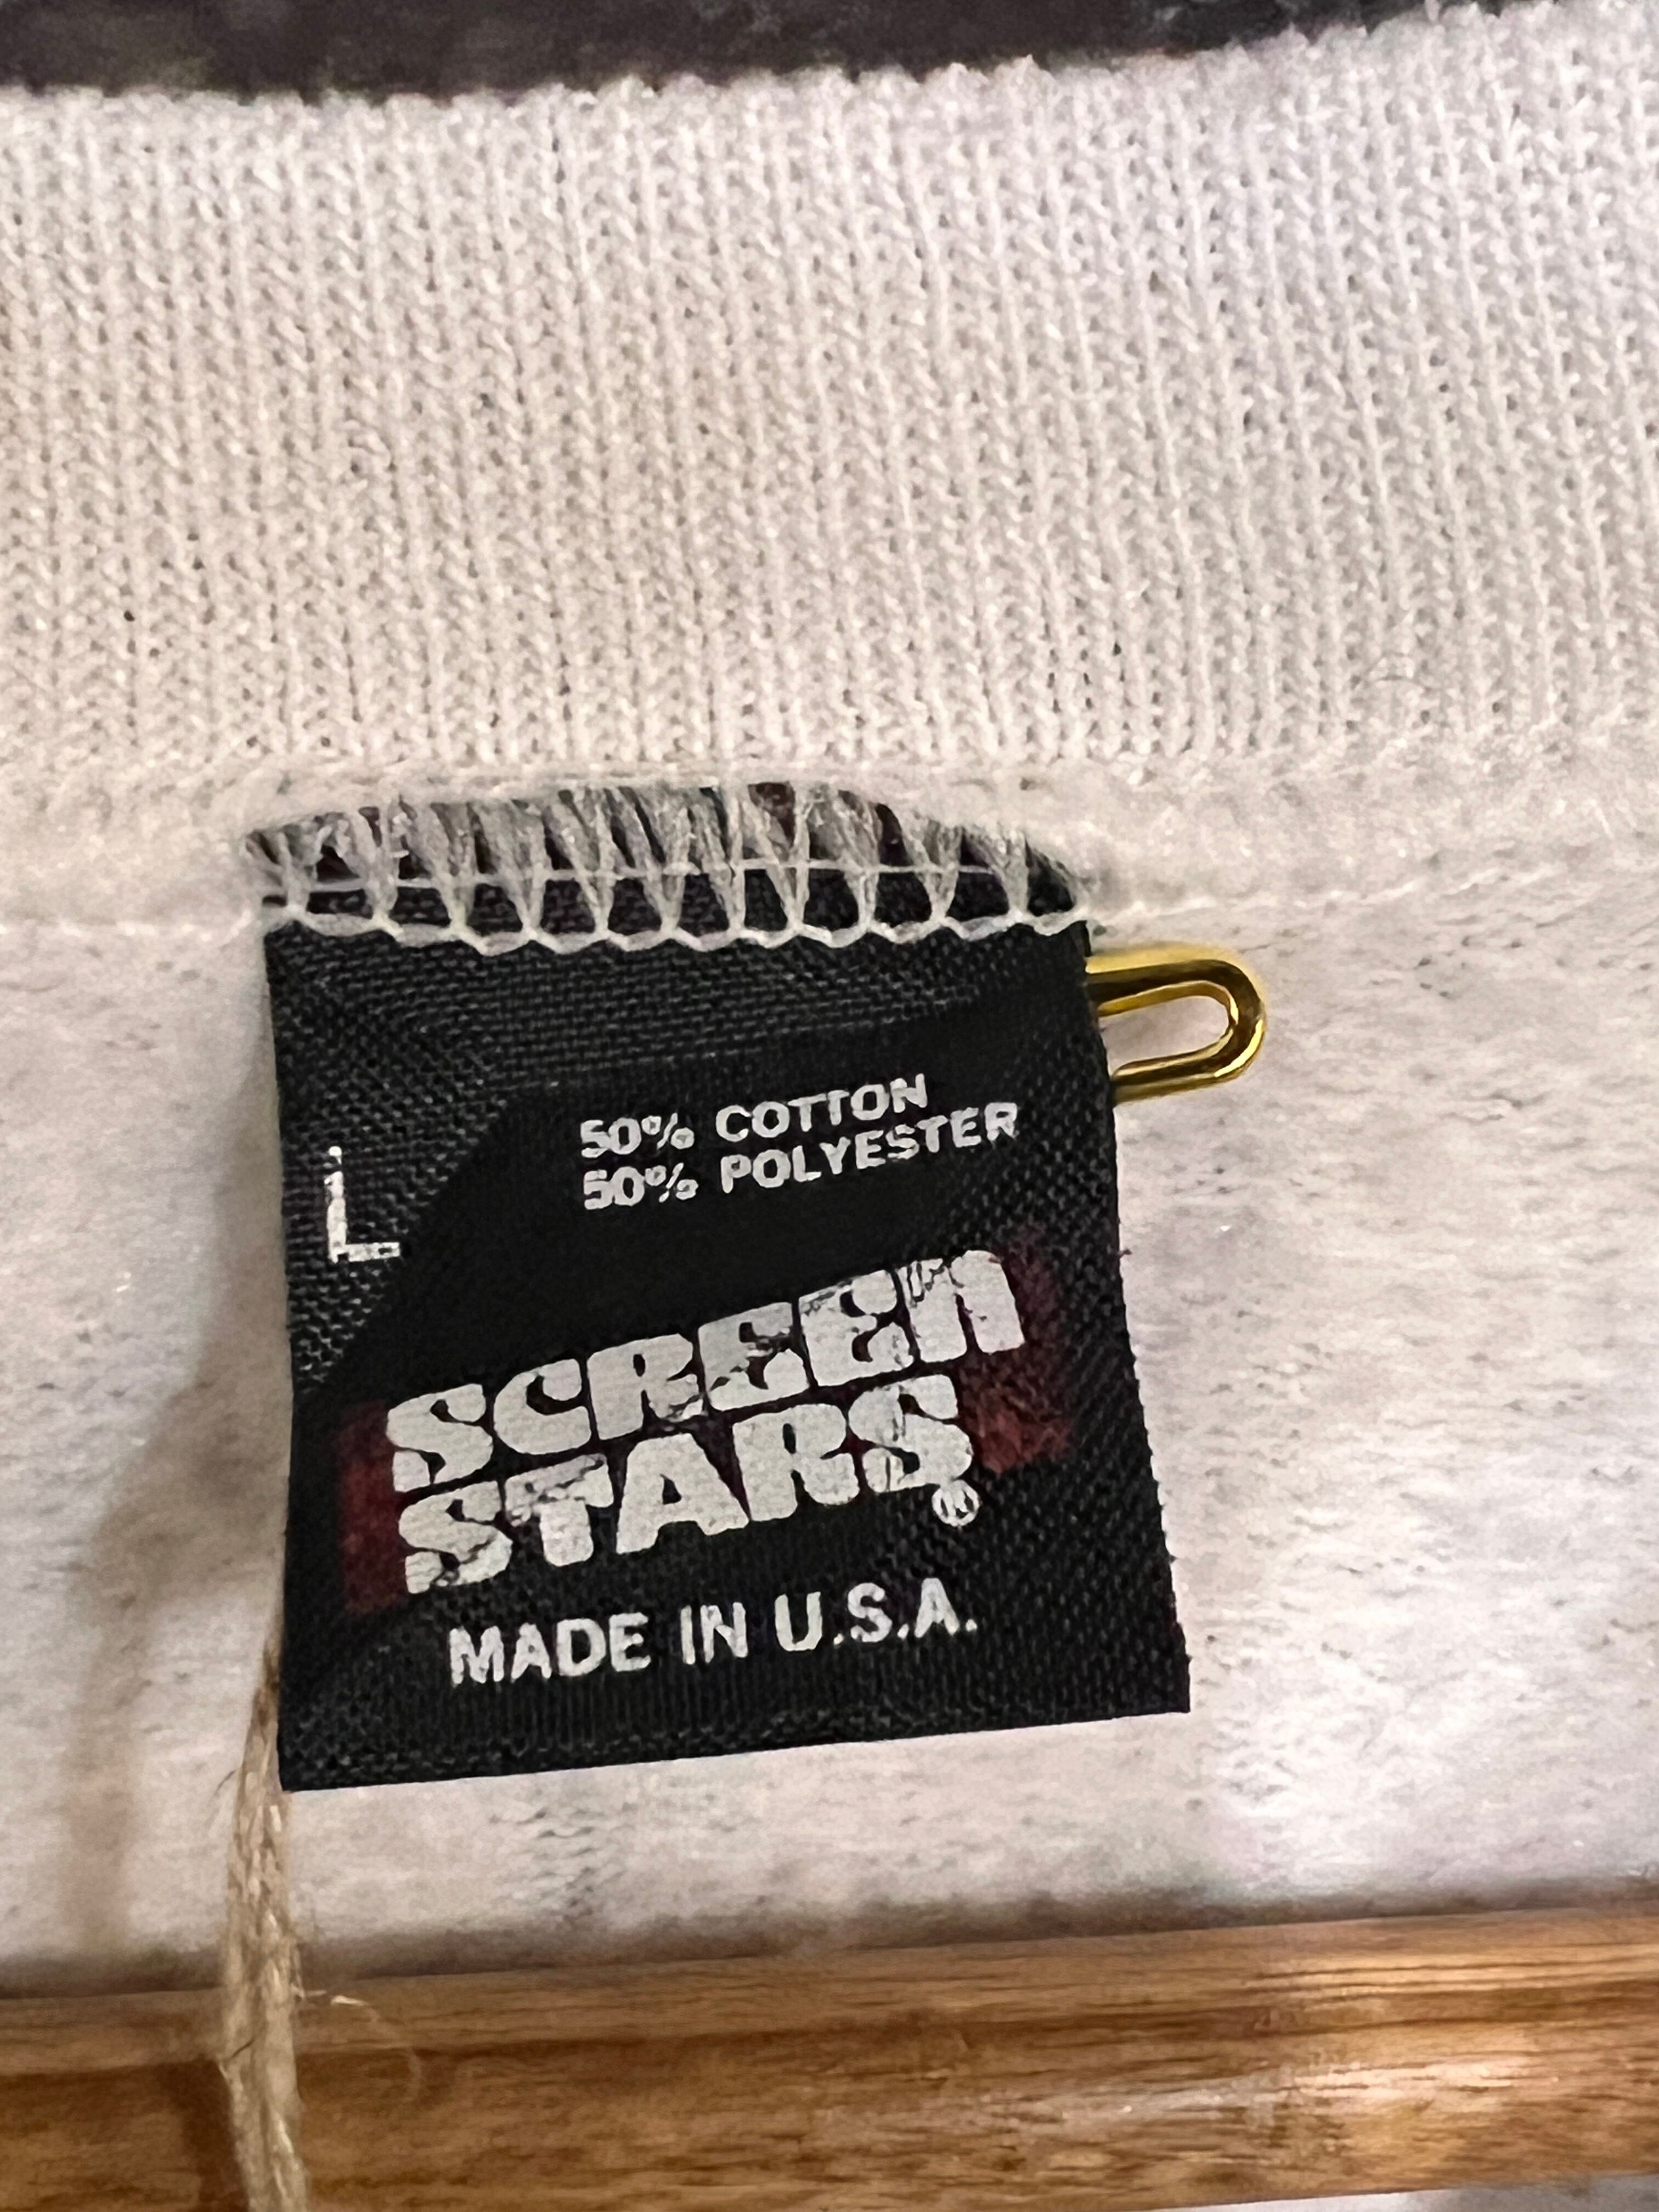 50% COTTON
50% POLYESTER
L
SCREEN
STARS®
MADE IN U.S.A.